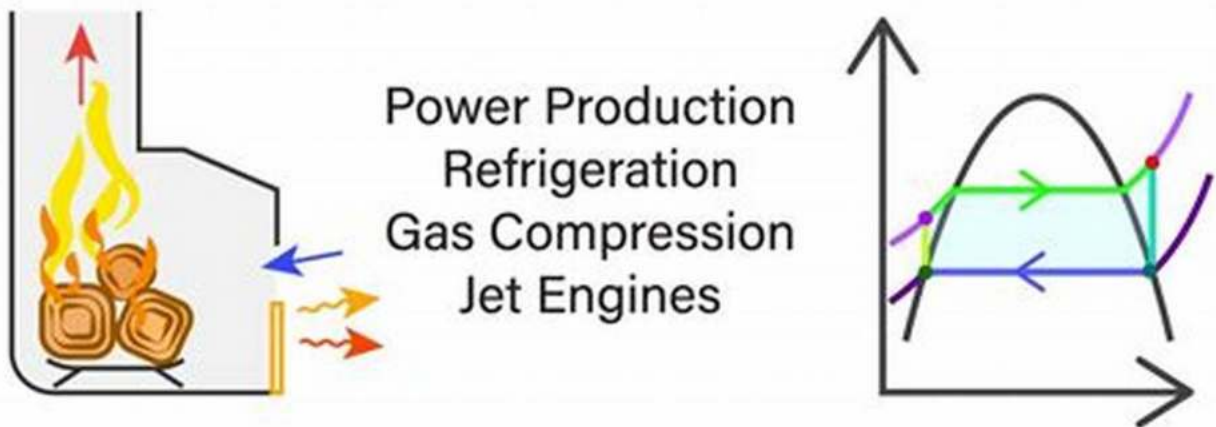 Power Production
Refrigeration
Gas Compression
Jet Engines